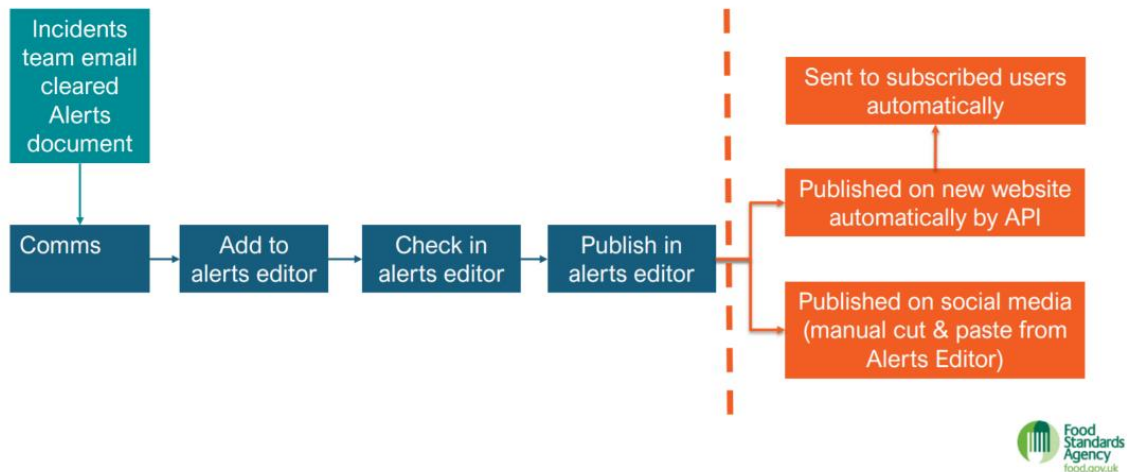 Incidents
team email
cleared
Alerts
document
Comms
Add to
alerts editor
Check in
alerts editor
Publish in
alerts editor
Sent to subscribed users
automatically
Published on new website
automatically by API
Published on social media
(manual cut & paste from
Alerts Editor)
Food
Standards
Agency
food.gov.uk